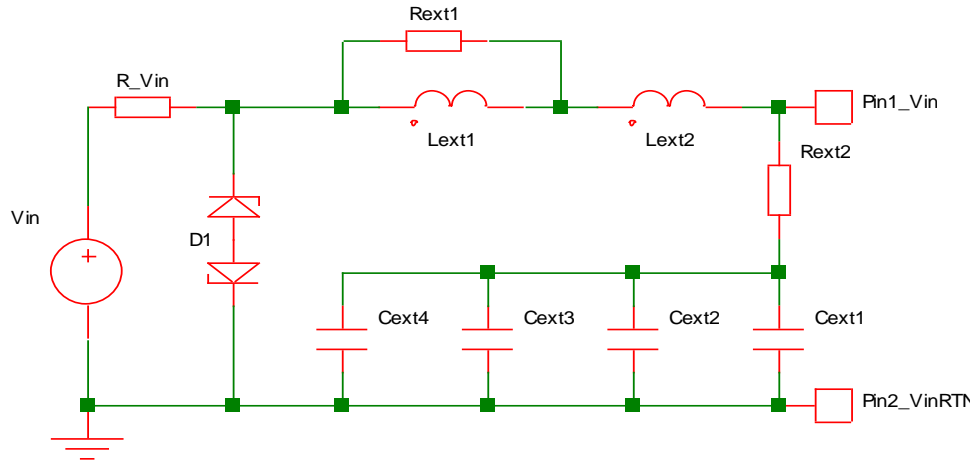 Rext1
R_Vin
Pin1_Vin
Lext1
Lext2
Rext2
Vin
D1
Cext4
Cext3
Cext2
Cext1
Pin2_VinRTN